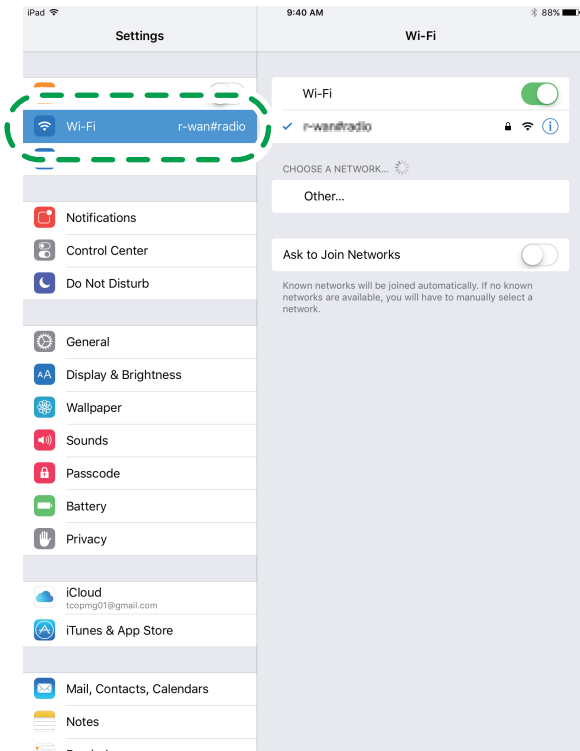 iPad
9:40 AM
88%
Settings
Wi-Fi
Wi-Fi r-wan#radio
Notifications
Control Center
Do Not Disturb
General
AA Display & Brightness
Wallpaper
Sounds
Passcode
Battery
Privacy
iCloud
tcopmg01@gmail.com
iTunes & App Store
Mail, Contacts, Calendars
Notes
Wi-Fi
CHOOSE A NETWORK...
Other...
Ask to Join Networks
Known networks will be joined automatically. If no known
networks are available, you will have to manually select a
network.